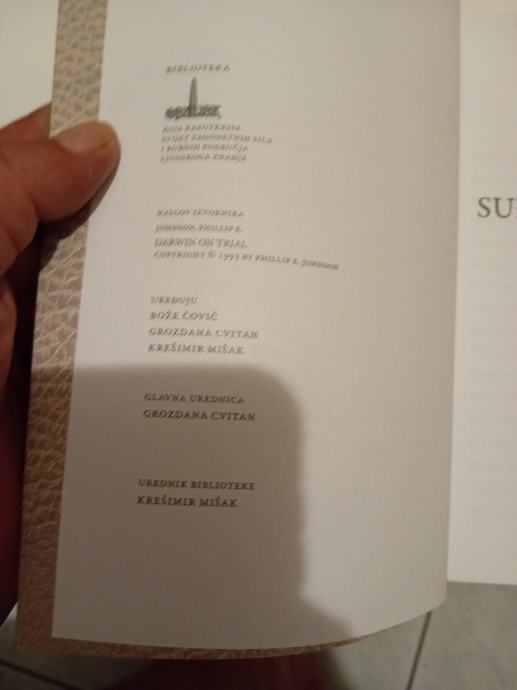 BIBLIOTEKA
KOJA RAZOTKRIVA
SVIJET ZAGONETNIH SILA
I RUBNIH PODRUČJA
LJUDSKOGA ZNANJA
NASLOV IZVORNIKA
JOHNSON, PHILLIP E.
DARWIN ON TRIAL
COPYRIGHT © 1993 BY PHILLIP E. JOHNSON
UREĐUJU
BOŽE ČOVIĆ
GROZDANA CVITAN
KREŠIMIR MIŠAK
GLAVNA UREDNICA
GROZDANA CVITAN
UREDNIK BIBLIOTEKE
KREŠIMIR MIŠAK